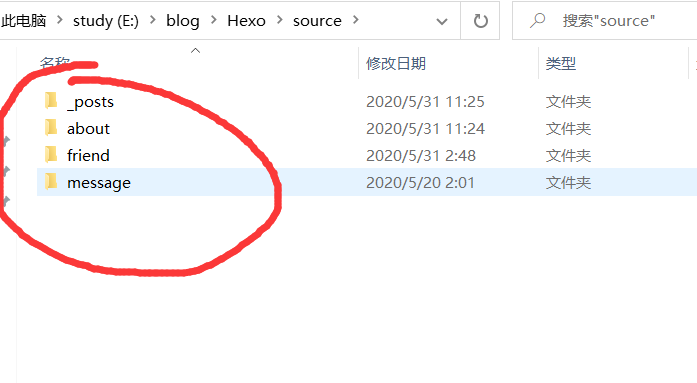 此电脑 > study (E:) > blog > Hexo > source > 搜索"source"
名称 修改日期 类型
_posts 2020/5/31 11:25 文件夹
about 2020/5/31 11:24 文件夹
friend 2020/5/31 2:48 文件夹
message 2020/5/20 2:01 文件夹